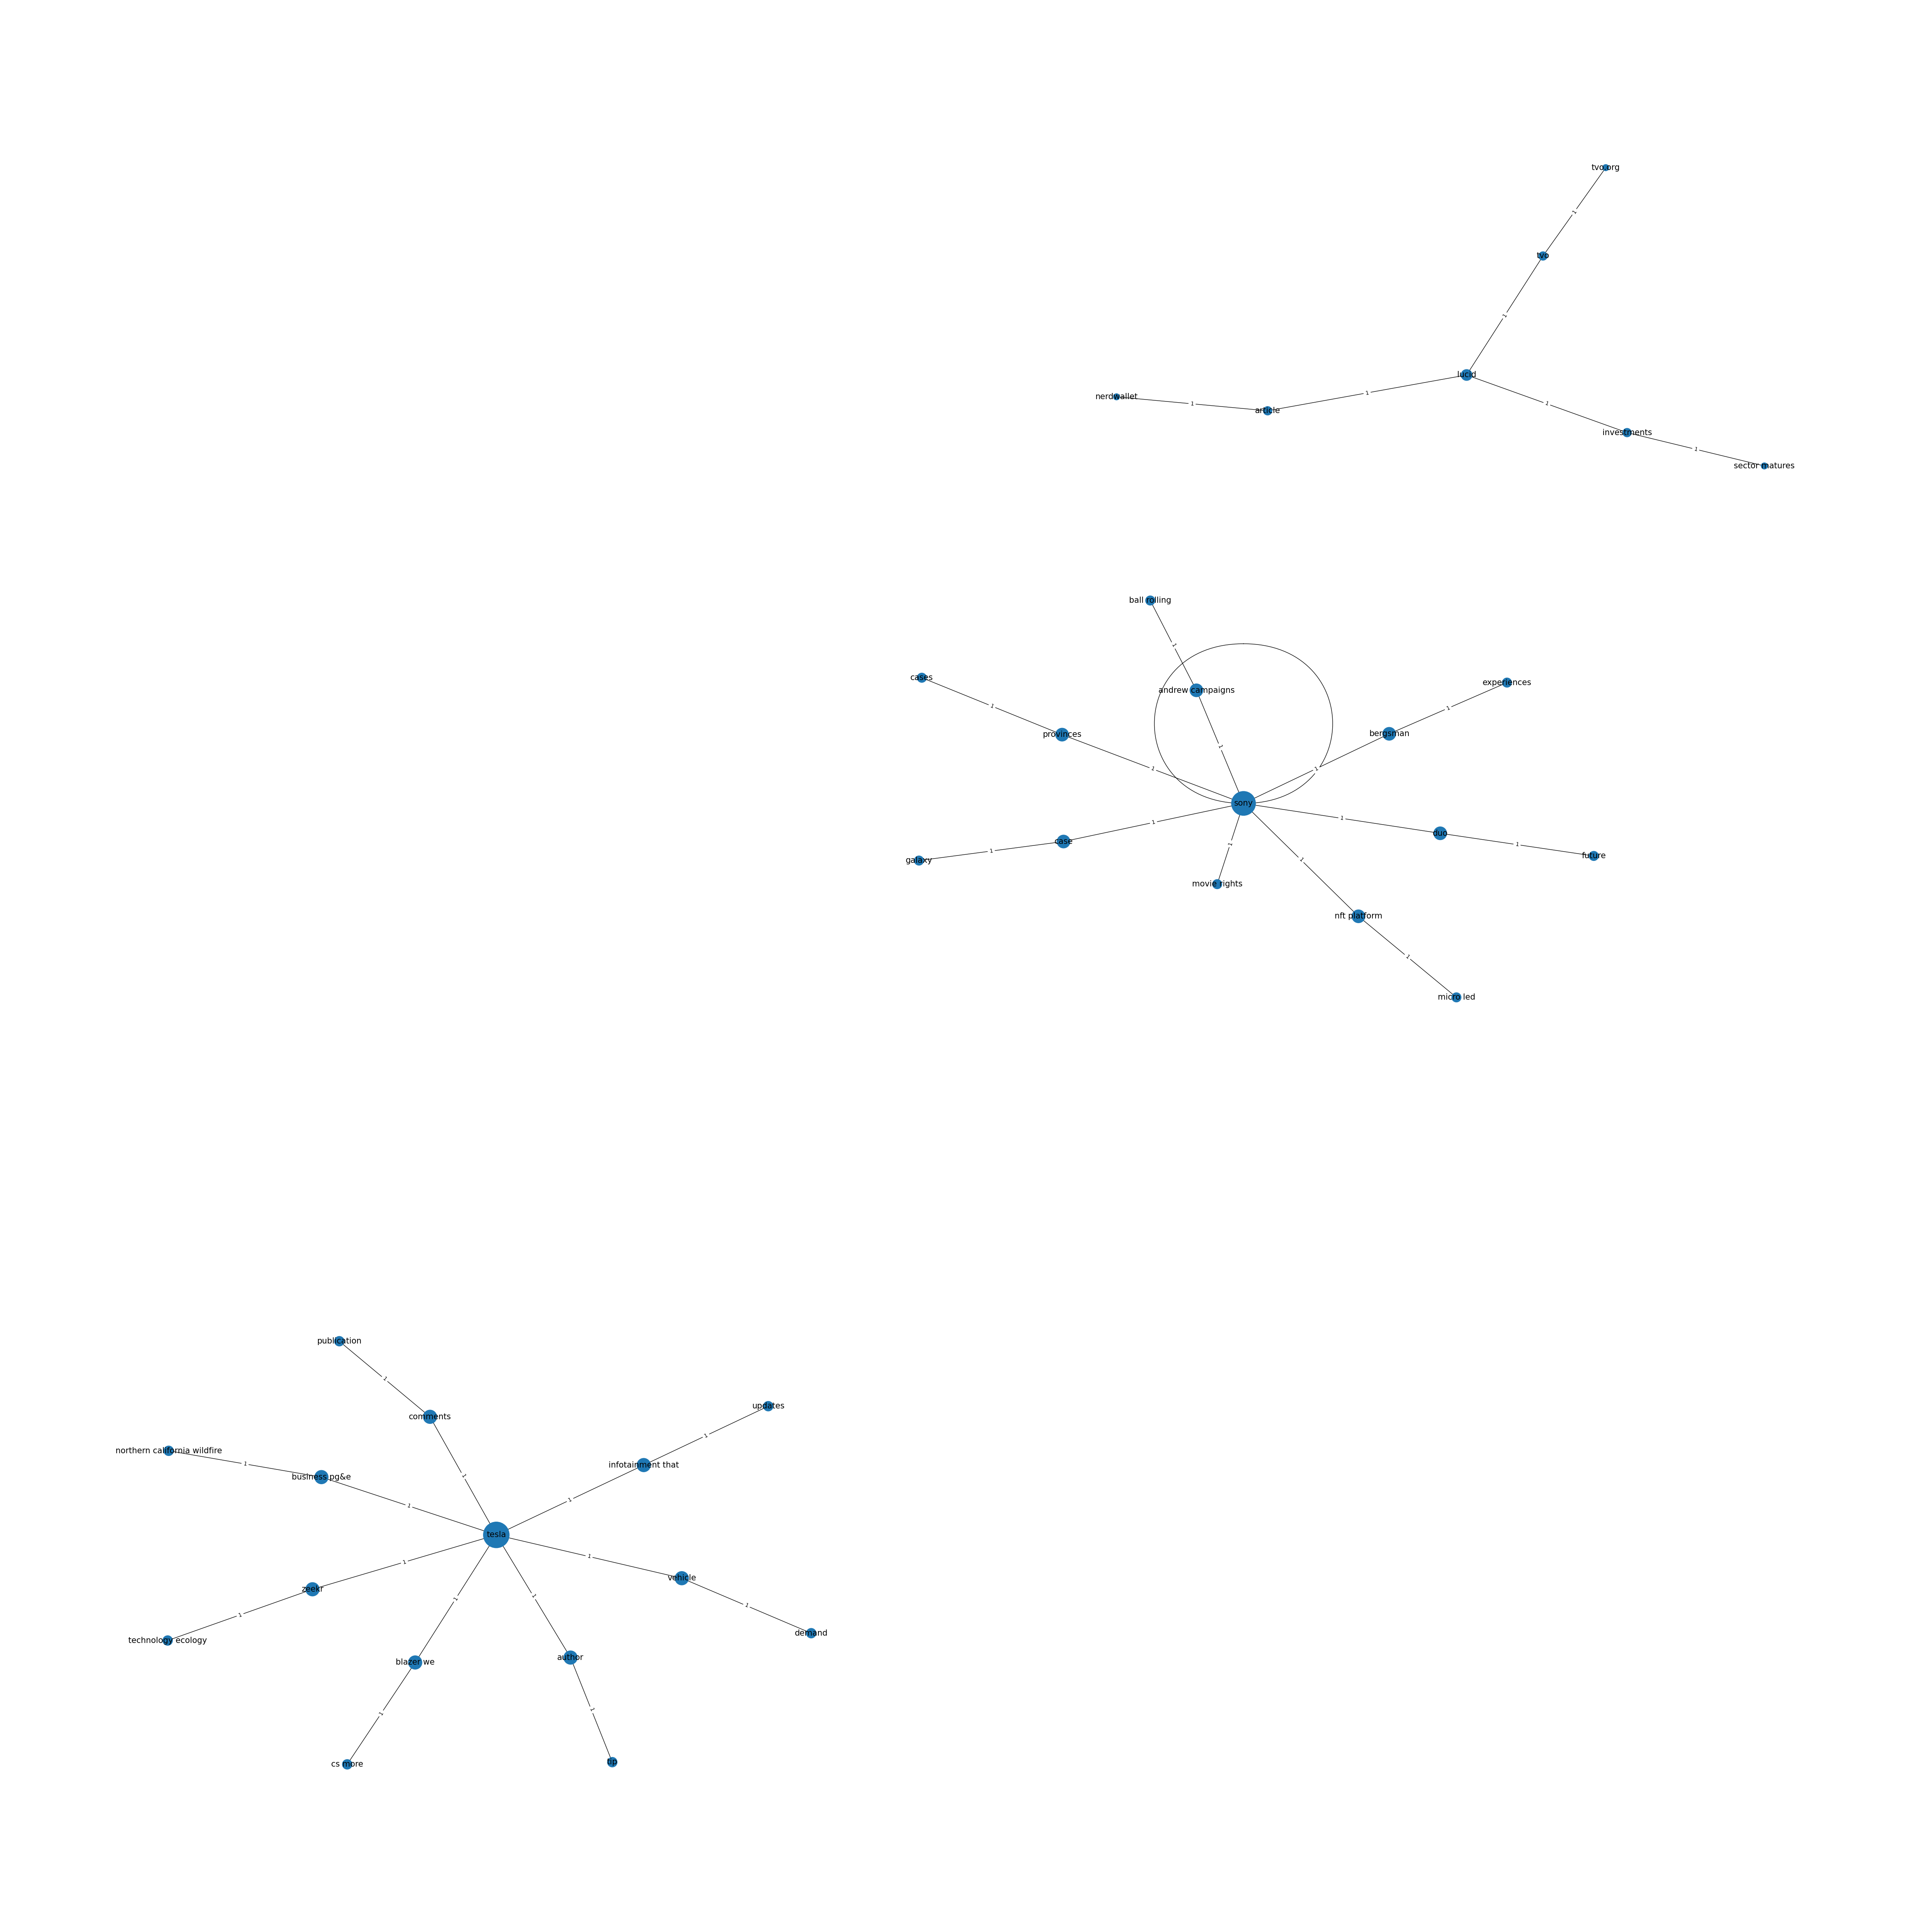 tvo.org
1
tvo
1
lucid
1
nerdwallet
1
article
1
1
investments
1
sector matures
ball rolling
1
cases
experiences
andrew campaigns
1
1
bergsman
provinces
1
1
1
sony
1
1
duo
case
1
1
1
galaxy
1
future
movie rights
nft platform
1
micro led
publication
1
updates
comments
1
northern california wildfire
1
infotainment that
business pg&e
1
1
1
tesla
1
1
vehicle
zeekr
1
1
1
1
demand
technology ecology
author
blazer we
1
1
tip
cs more